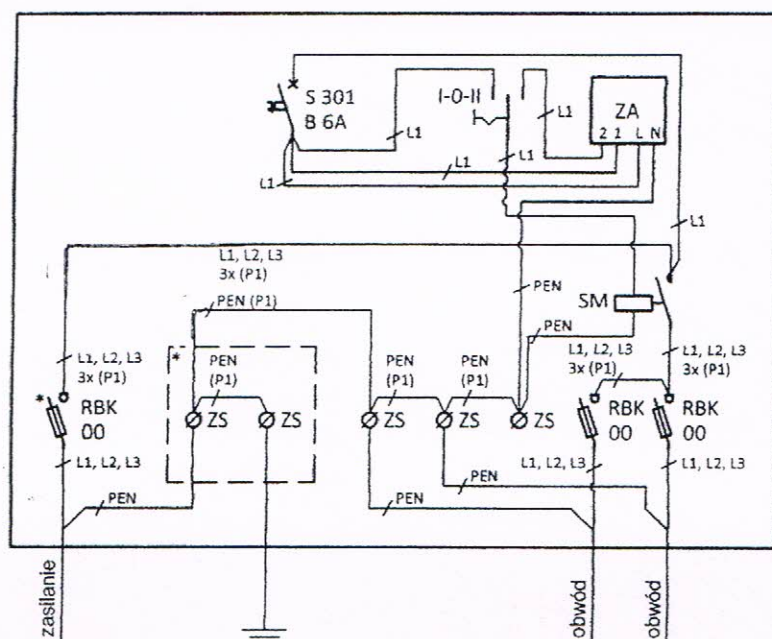 S 301
B 6A
I-0-II
ZA
2 1 L N
L1
L1
L1
L1
L1
L1
L1, L2, L3
3x (P1)
PEN (P1)
PEN
SM
PEN
L1, L2, L3
3x (P1)
*
PEN
(P1)
PEN
(P1)
PEN
(P1)
L1, L2, L3
3x (P1)
L1, L2, L3
3x (P1)
*
RBK
00
ZS
ZS
ZS
ZS
ZS
RBK
00
RBK
00
L1, L2, L3
L1, L2, L3
L1, L2, L3
PEN
PEN
PEN
zasilanie
obwód
obwód